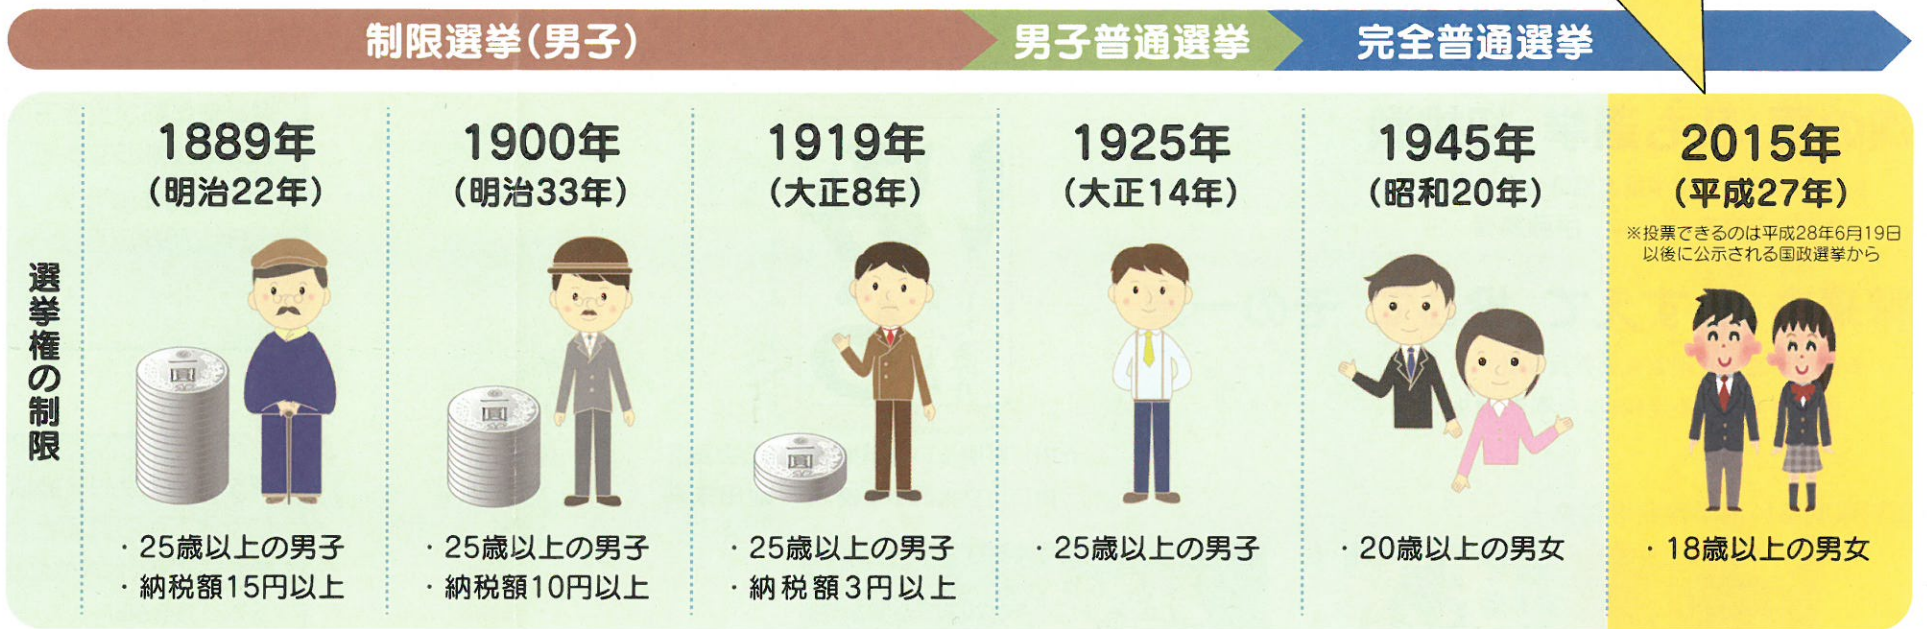 制限選挙(男子)
男子普通選挙
完全普通選挙
選挙権の制限
1889年
(明治22年)
・25歳以上の男子
・納税額15円以上
1900年
(明治33年)
・25歳以上の男子
・納税額10円以上
1919年
(大正8年)
・25歳以上の男子
・納税額3円以上
1925年
(大正14年)
・25歳以上の男子
1945年
(昭和20年)
・20歳以上の男女
2015年
(平成27年)
※投票できるのは平成28年6月19日
以後に公示される国政選挙から
・18歳以上の男女